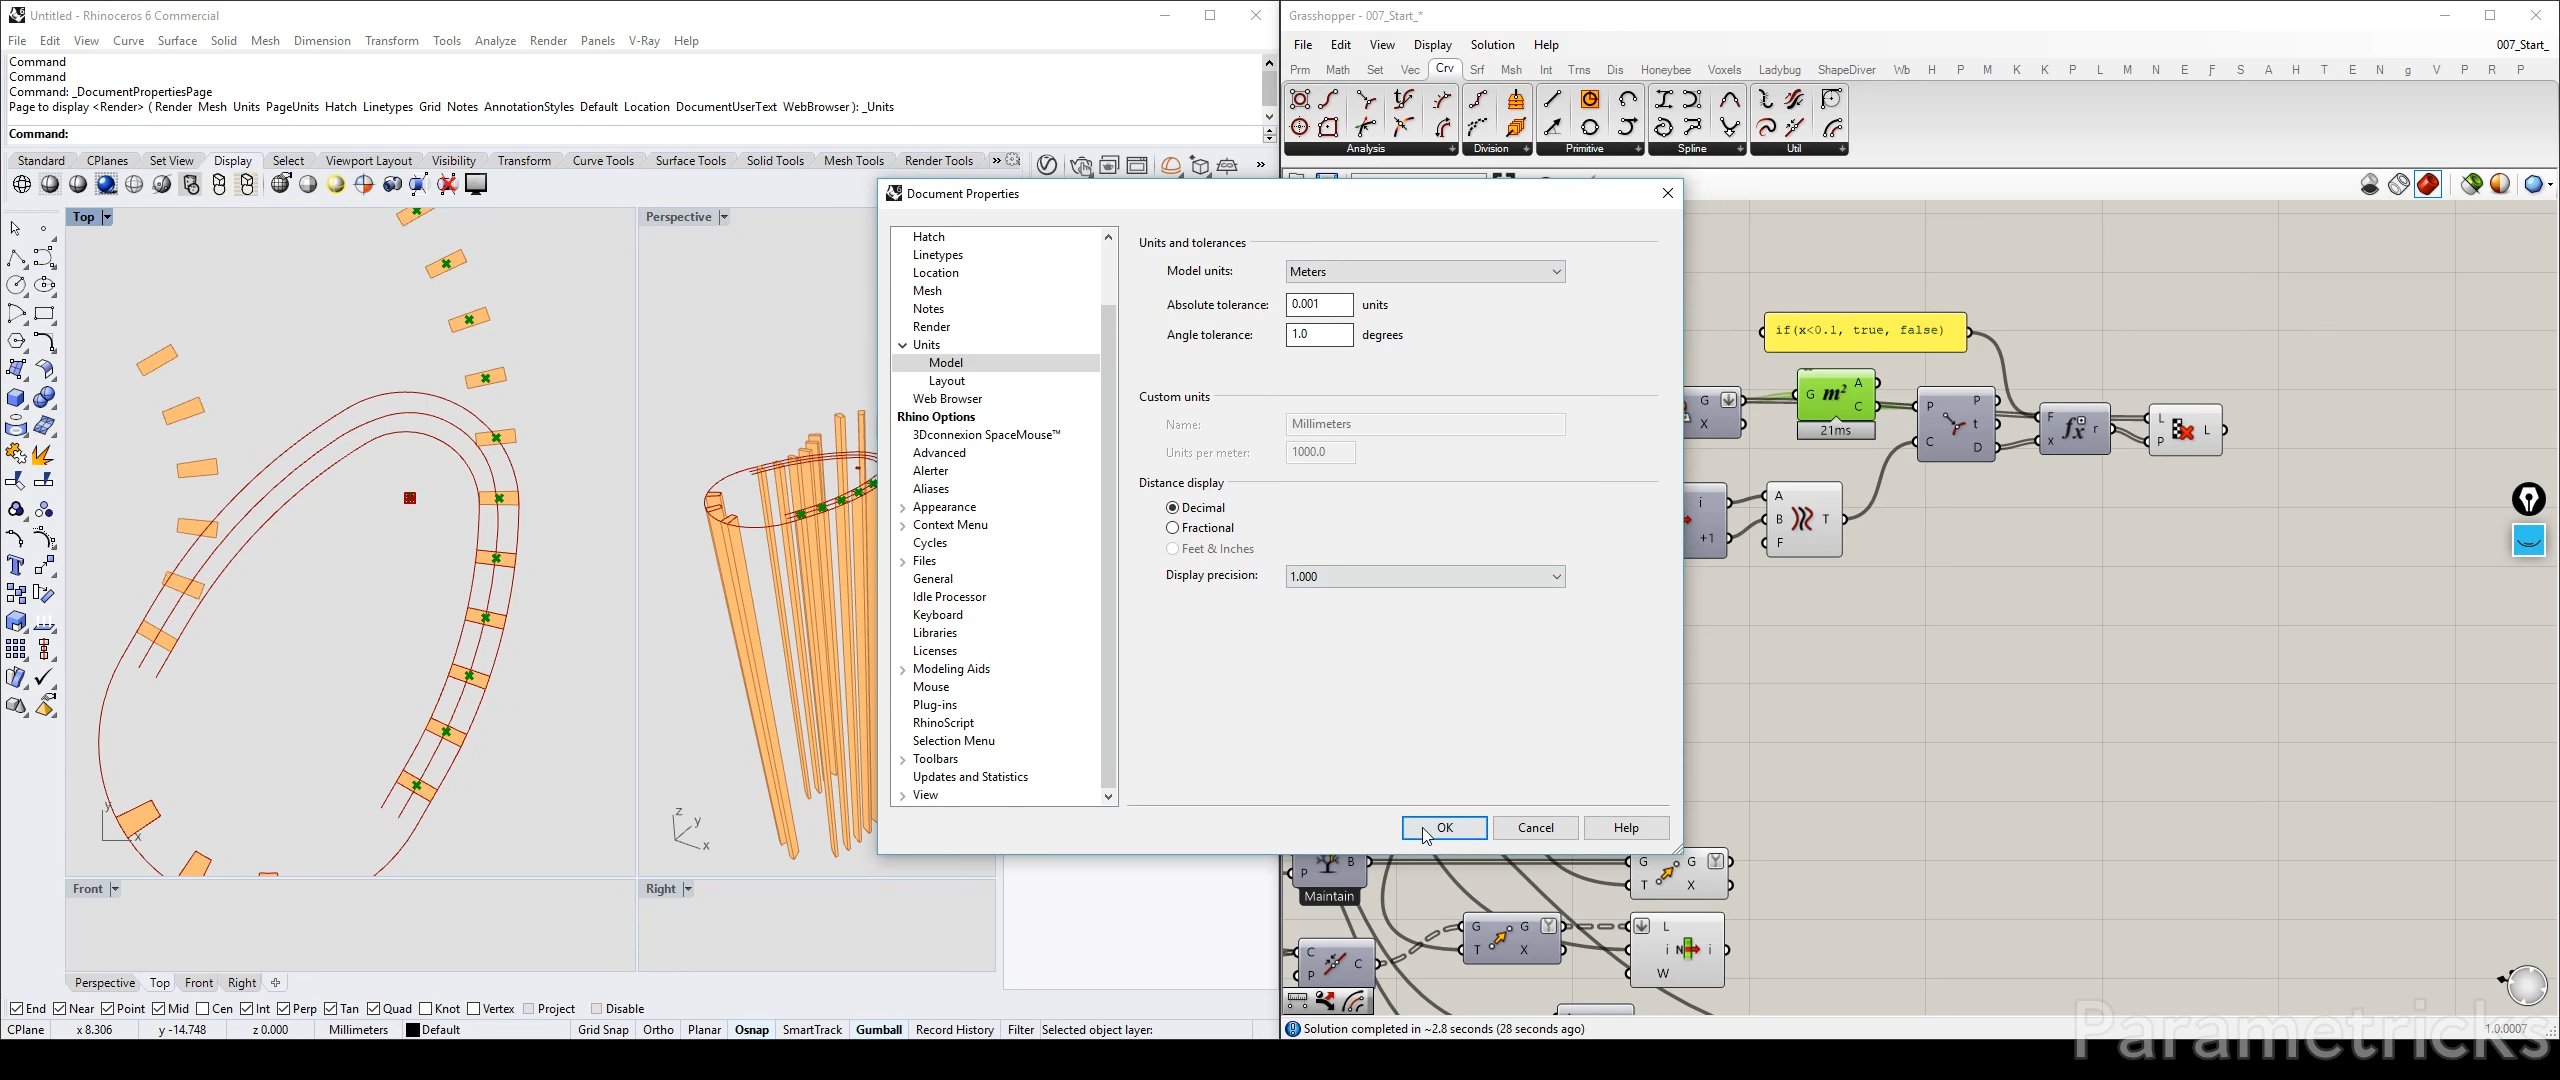 Untitled - Rhinoceros 6 Commercial
File Edit View Curve Surface Solid Mesh Dimension Transform Tools Analyze Render Panels V-Ray Help
Command
Command
Command: _DocumentPropertiesPage
Page to display <Render> ( Render Mesh Units PageUnits Hatch Linetypes Grid Notes AnnotationStyles Default Location DocumentUserText WebBrowser ): _Units
Command:
Standard CPlanes Set View Display Select Viewport Layout Visibility Transform Curve Tools Surface Tools Solid Tools Mesh Tools Render Tools
Top
Perspective
y
x
z
y
x
Front
Right
Perspective Top Front Right
End Near Point Mid Cen Int Perp Tan Quad Knot Vertex Project Disable
CPlane x 8.306 y -14.748 z 0.000 Millimeters Default Grid Snap Ortho Planar Osnap SmartTrack Gumball Record History Filter Selected object layer:
Document Properties
Hatch
Linetypes
Location
Mesh
Notes
Render
Units
Model
Layout
Web Browser
Rhino Options
3Dconnexion SpaceMouse™
Advanced
Alerter
Aliases
Appearance
Context Menu
Cycles
Files
General
Idle Processor
Keyboard
Libraries
Licenses
Modeling Aids
Mouse
Plug-ins
RhinoScript
Selection Menu
Toolbars
Updates and Statistics
View
Units and tolerances
Model units: Meters
Absolute tolerance: 0.001 units
Angle tolerance: 1.0 degrees
Custom units
Name: Millimeters
Units per meter: 1000.0
Distance display
Decimal
Fractional
Feet & Inches
Display precision: 1.000
OK Cancel Help
Grasshopper - 007_Start_*
File Edit View Display Solution Help
007_Start_
Prm Math Set Vec Crv Srf Msh Int Trns Dis Honeybee Voxels Ladybug ShapeDiver Wb H P M K K P L M N E F S A H T E N g V P R P
Analysis Division Primitive Spline Util
if(x<0.1, true, false)
G
X
G m² A
C
21ms
P
C
P
t
D
F
x
fx r
L
P
L
i
+1
A
B
F
T
P
B
Maintain
G
T
G
X
C
P
C
G
T
G
X
L
i
W
N
i
Solution completed in ~2.8 seconds (28 seconds ago)
1.0.0007
Parametricks